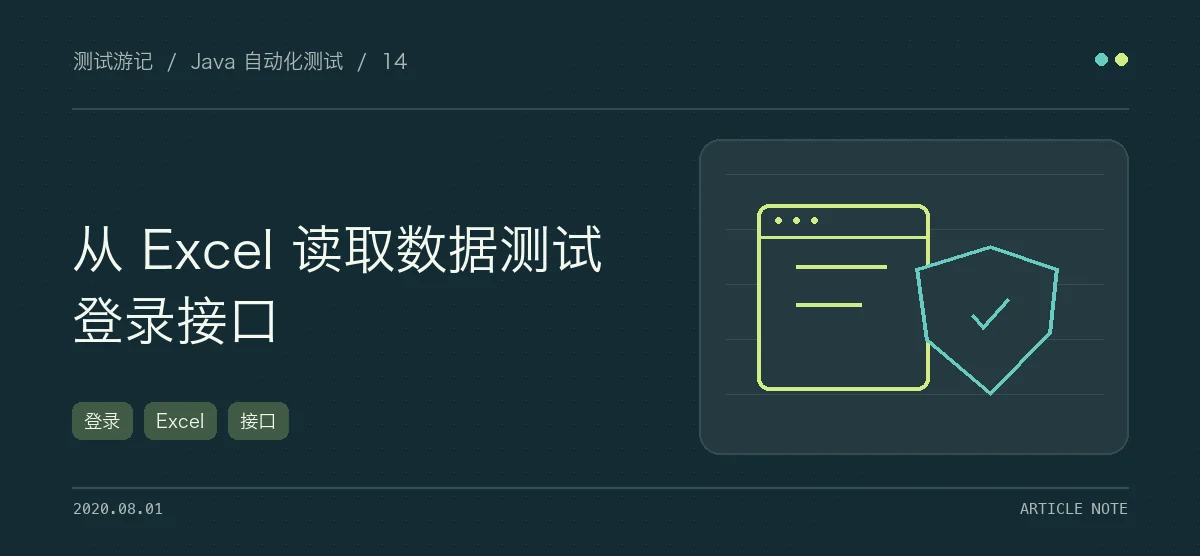 测试游记 / Java 自动化测试 / 14
从 Excel 读取数据测试
登录接口
登录 Excel 接口
2020.08.01
ARTICLE NOTE